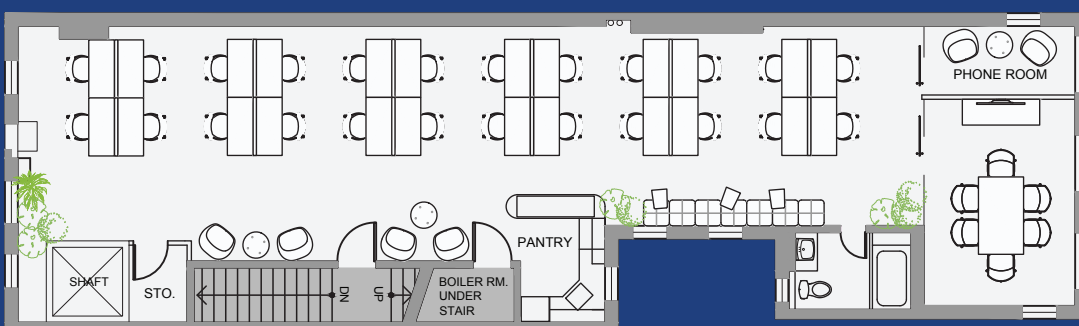 PHONE ROOM
PANTRY
SHAFT
STO.
DN
UP
BOILER RM.
UNDER
STAIR